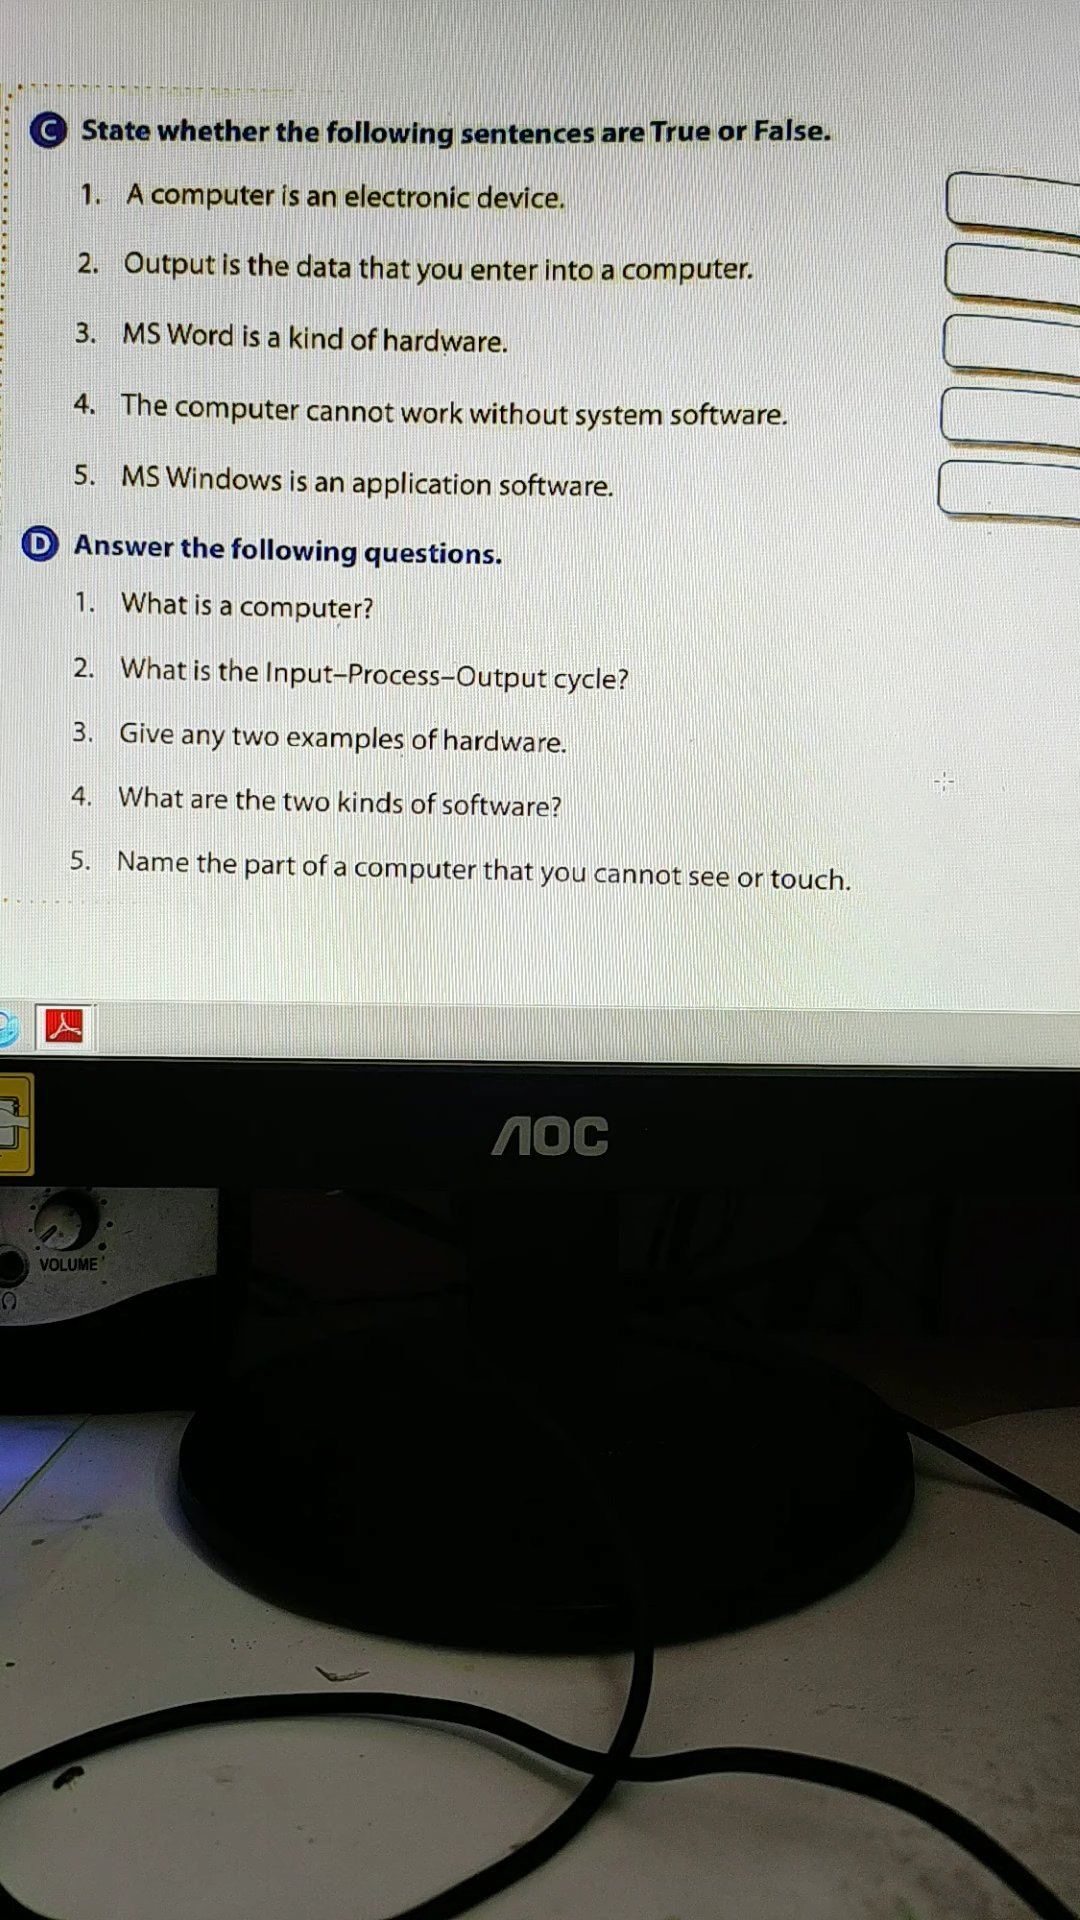 C State whether the following sentences are True or False.
1. A computer is an electronic device.
2. Output is the data that you enter into a computer.
3. MS Word is a kind of hardware.
4. The computer cannot work without system software.
5. MS Windows is an application software.
D Answer the following questions.
1. What is a computer?
2. What is the Input–Process–Output cycle?
3. Give any two examples of hardware.
4. What are the two kinds of software?
5. Name the part of a computer that you cannot see or touch.
AOC
VOLUME